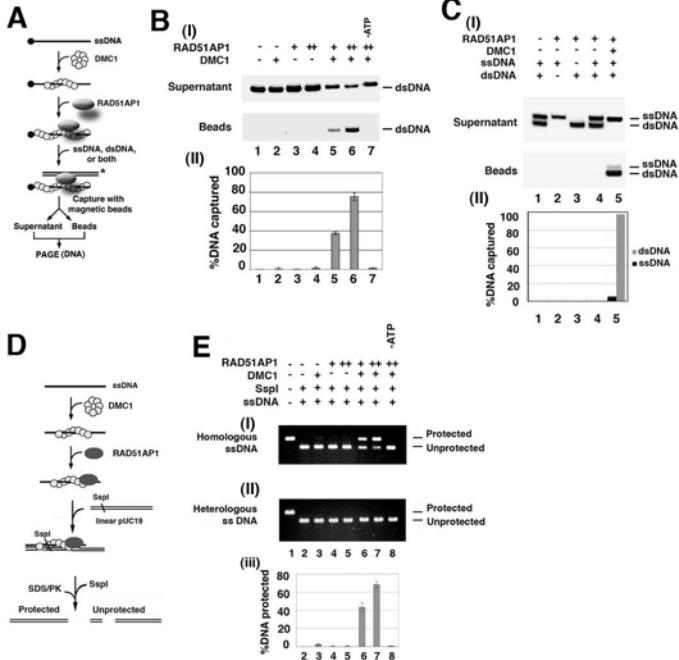 A
ssDNA
DMC1
RAD51AP1
ssDNA, dsDNA,
or both
*
Capture with
magnetic beads
Supernatant Beads
PAGE (DNA)
B
(I)
-ATP
RAD51AP1 - - + ++ + ++ ++
DMC1 - + - - + + +
Supernatant
dsDNA
Beads
dsDNA
1 2 3 4 5 6 7
(II)
%DNA captured
100
80
60
40
20
0
1 2 3 4 5 6 7
C
(I)
RAD51AP1 - - + + +
DMC1 - - - - +
ssDNA + + - + +
dsDNA + - + + +
Supernatant
ssDNA
dsDNA
Beads
ssDNA
dsDNA
1 2 3 4 5
(II)
%DNA captured
100
80
60
40
20
0
dsDNA
ssDNA
1 2 3 4 5
D
ssDNA
DMC1
RAD51AP1
SspI
linear pUC19
SspI
SDS/PK SspI
Protected Unprotected
E
-ATP
RAD51AP1 - - - + ++ + ++ ++
DMC1 - - + - - + + +
SspI - + + + + + + +
ssDNA - + + + + + + +
(I)
Homologous
ssDNA
Protected
Unprotected
(II)
Heterologous
ss DNA
Protected
Unprotected
1 2 3 4 5 6 7 8
(iii)
%DNA protected
80
60
40
20
0
2 3 4 5 6 7 8